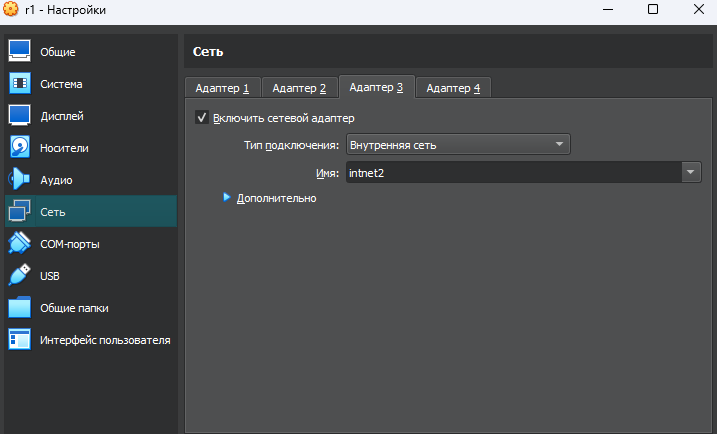 r1 - Настройки
Общие
Система
Дисплей
Носители
Аудио
Сеть
COM-порты
USB
Общие папки
Интерфейс пользователя
Сеть
Адаптер 1 Адаптер 2 Адаптер 3 Адаптер 4
Включить сетевой адаптер
Тип подключения: Внутренняя сеть
Имя: intnet2
Дополнительно